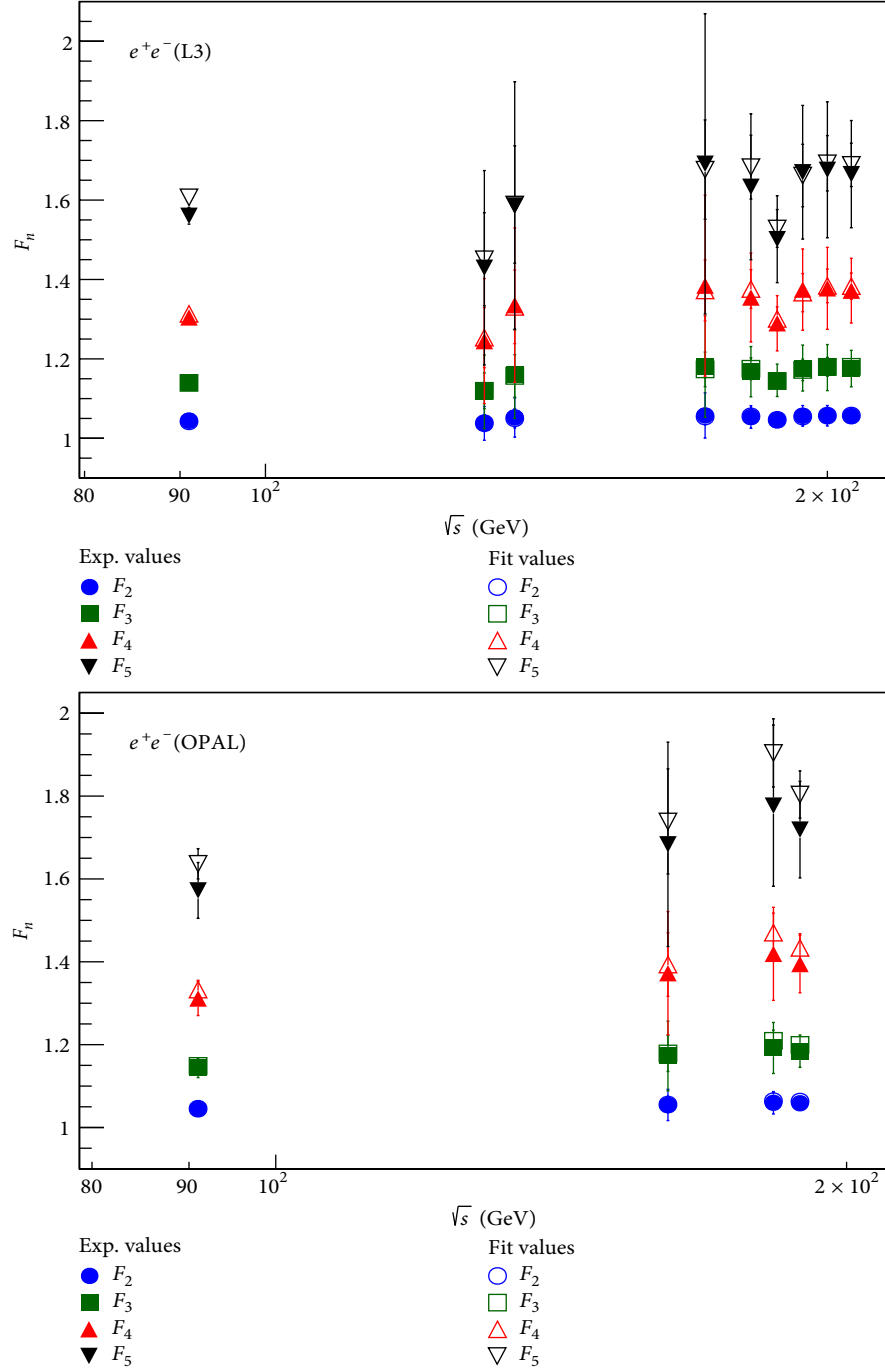 2
e⁺e⁻(L3)
1.8
1.6
Fₙ
1.4
1.2
1
80 90 10² 2 × 10²
√s (GeV)
Exp. values
F₂
F₃
F₄
F₅
Fit values
F₂
F₃
F₄
F₅
2
e⁺e⁻(OPAL)
1.8
1.6
Fₙ
1.4
1.2
1
80 90 10² 2 × 10²
√s (GeV)
Exp. values
F₂
F₃
F₄
F₅
Fit values
F₂
F₃
F₄
F₅